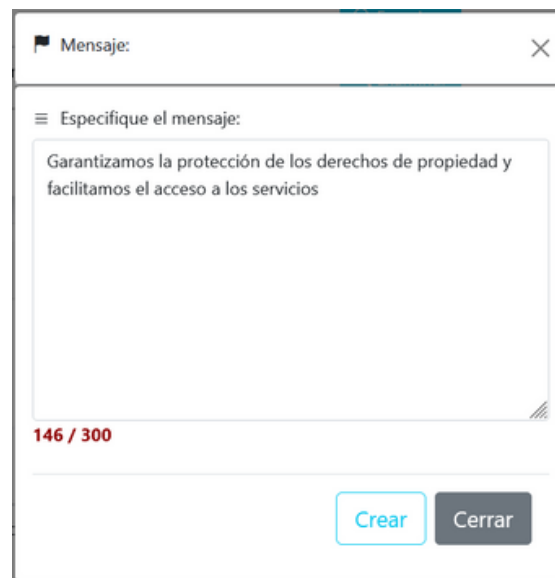 Mensaje:
Especifique el mensaje:
Garantizamos la protección de los derechos de propiedad y
facilitamos el acceso a los servicios
146 / 300
Crear
Cerrar